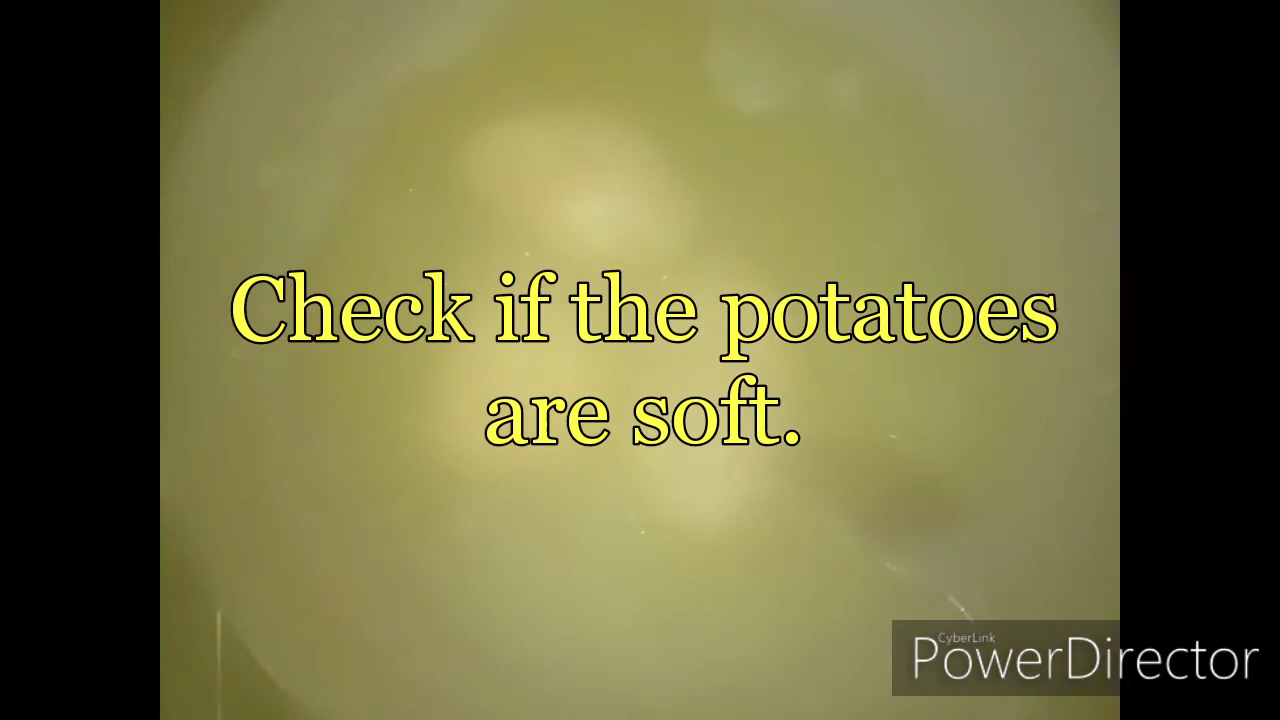 Check if the potatoes
are soft.
CyberLink
PowerDirector